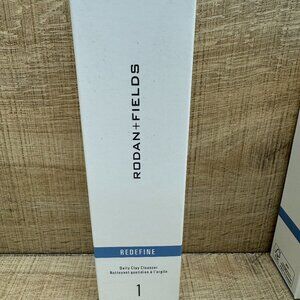 RODAN+FIELDS
REDEFINE
Daily Clay Cleanser
Nettoyant quotidien à l'argile
1